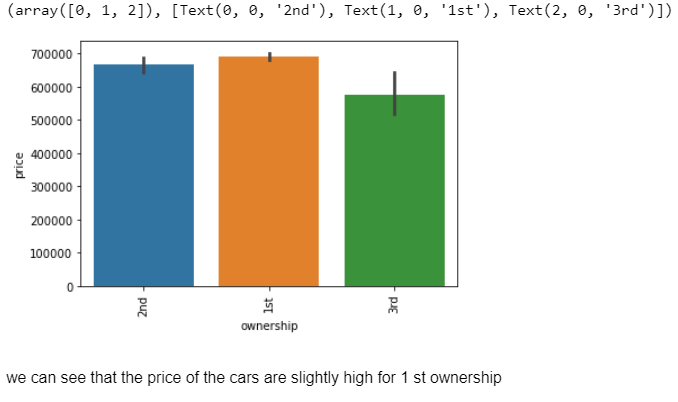 (array([0, 1, 2]), [Text(0, 0, '2nd'), Text(1, 0, '1st'), Text(2, 0, '3rd')])
700000
600000
500000
400000
300000
200000
100000
0
price
2nd
1st
3rd
ownership
we can see that the price of the cars are slightly high for 1 st ownership